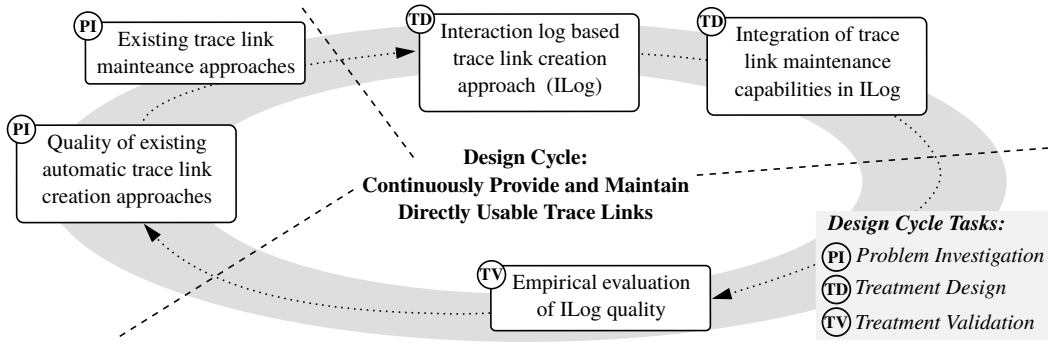 PI
Existing trace link
mainteance approaches
TD
Interaction log based
trace link creation
approach (ILog)
TD
Integration of trace
link maintenance
capabilities in ILog
PI
Quality of existing
automatic trace link
creation approaches
Design Cycle:
Continuously Provide and Maintain
Directly Usable Trace Links
TV
Empirical evaluation
of ILog quality
Design Cycle Tasks:
PI Problem Investigation
TD Treatment Design
TV Treatment Validation